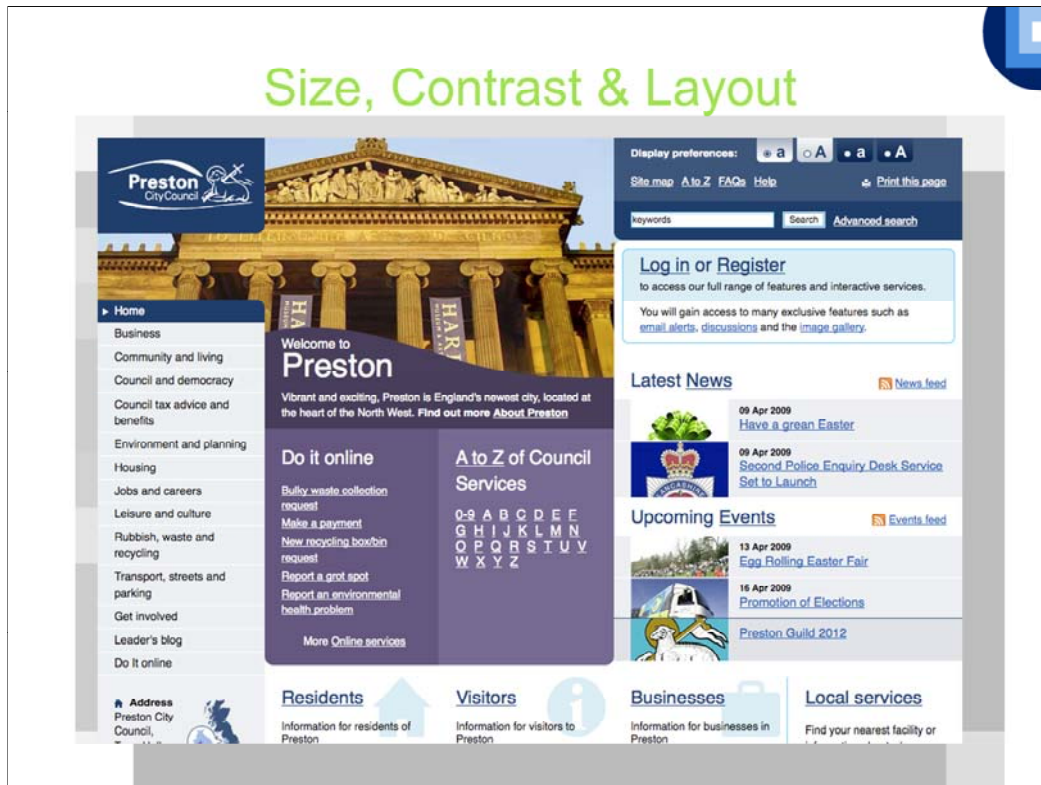 Size, Contrast & Layout
Preston
CityCouncil
Display preferences: a A a A
Site map A to Z FAQs Help Print this page
keywords Search Advanced search
Home
Business
Community and living
Council and democracy
Council tax advice and
benefits
Environment and planning
Housing
Jobs and careers
Leisure and culture
Rubbish, waste and
recycling
Transport, streets and
parking
Get involved
Leader's blog
Do It online
Address
Preston City
Council,
HARR
HARR
Welcome to
Preston
Vibrant and exciting, Preston is England's newest city, located at
the heart of the North West. Find out more About Preston
Do it online
Bulky waste collection
request
Make a payment
New recycling box/bin
request
Report a grot spot
Report an environmental
health problem
More Online services
A to Z of Council
Services
0-9 A B C D E F
G H I J K L M N
O P Q R S T U V
W X Y Z
Log in or Register
to access our full range of features and interactive services.
You will gain access to many exclusive features such as
email alerts, discussions and the image gallery.
Latest News News feed
09 Apr 2009
Have a grean Easter
09 Apr 2009
Second Police Enquiry Desk Service
Set to Launch
Upcoming Events Events feed
13 Apr 2009
Egg Rolling Easter Fair
16 Apr 2009
Promotion of Elections
Preston Guild 2012
Residents
Information for residents of
Preston
Visitors
Information for visitors to
Preston
Businesses
Information for businesses in
Preston
Local services
Find your nearest facility or